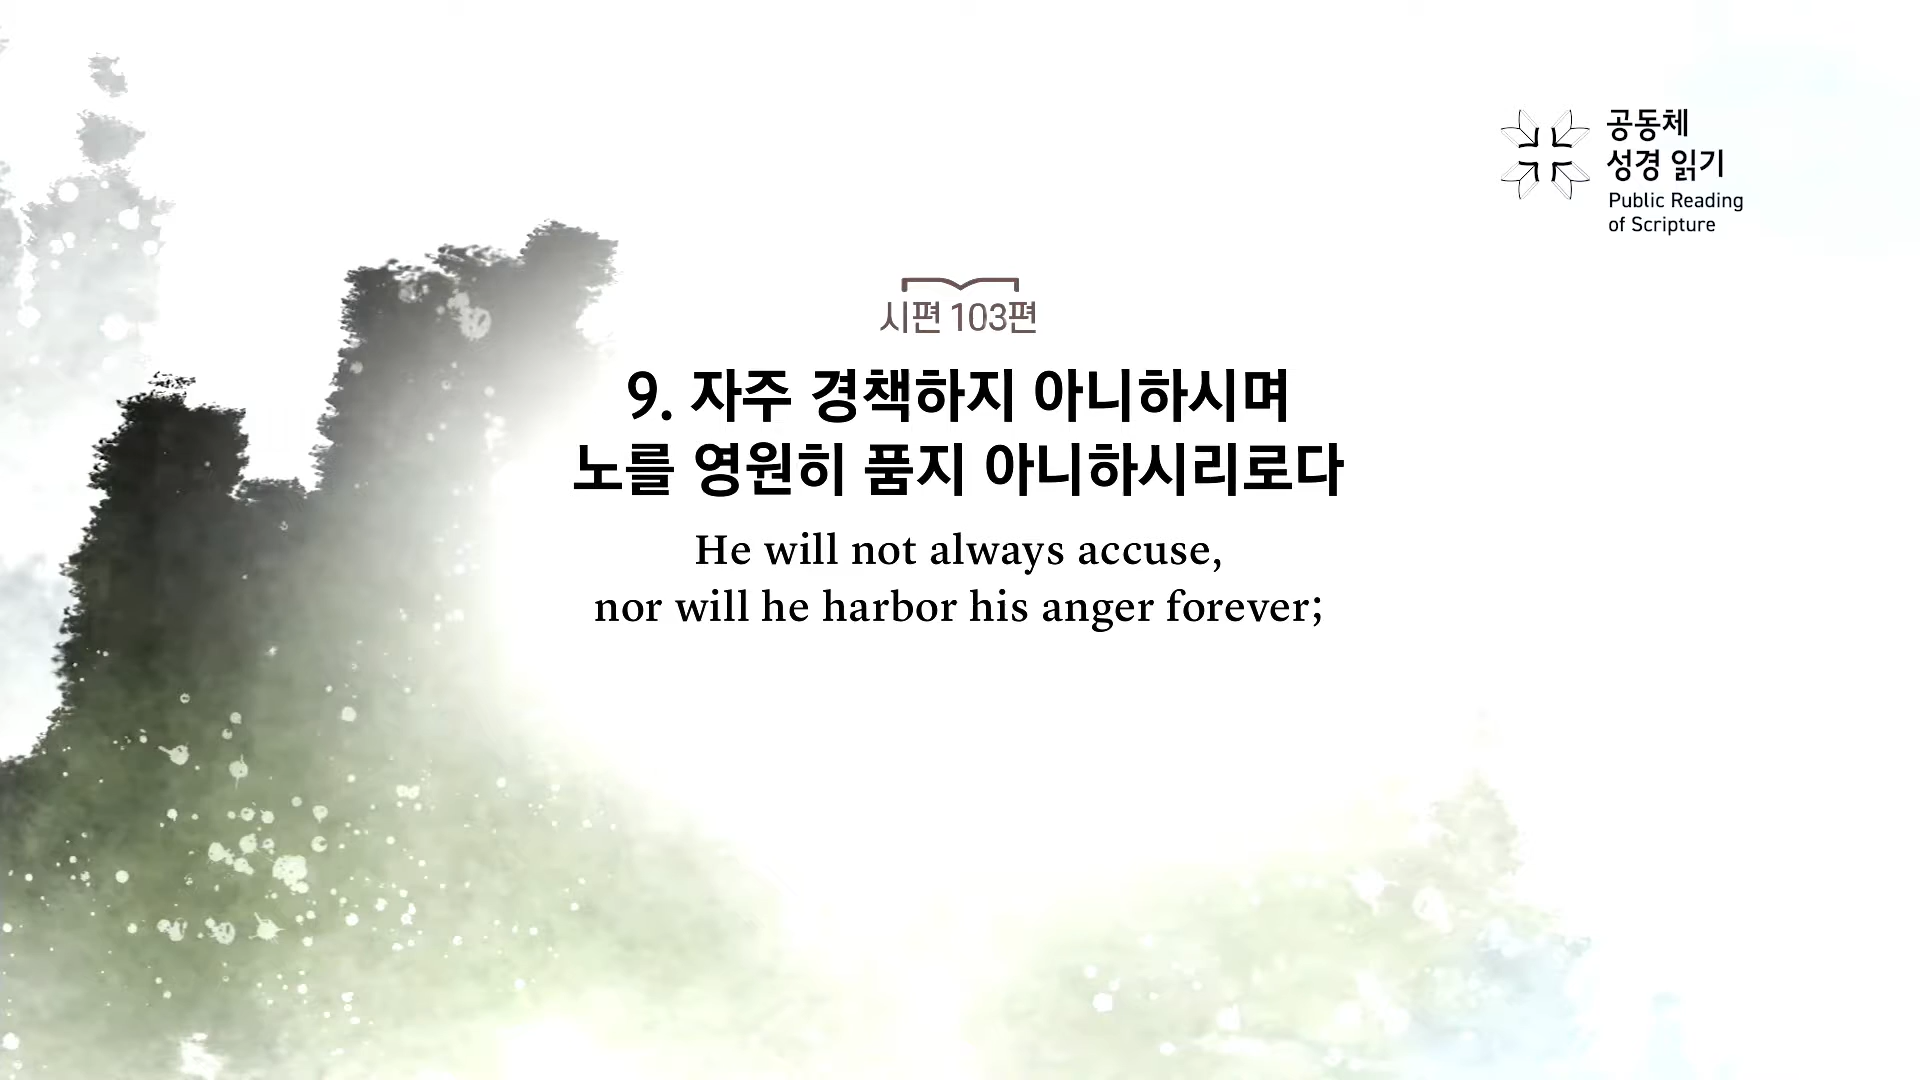 공동체
성경 읽기
Public Reading
of Scripture
시편 103편
9. 자주 경책하지 아니하시며
노를 영원히 품지 아니하시리로다
He will not always accuse,
nor will he harbor his anger forever;